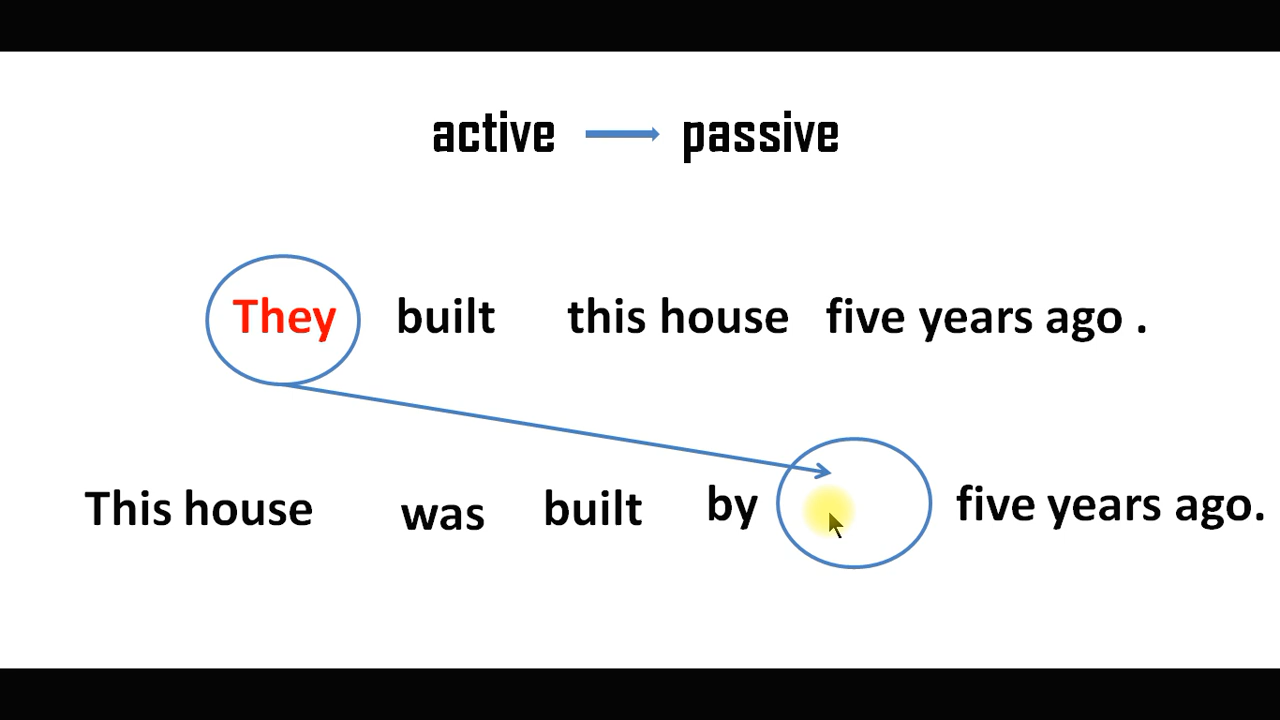 active passive
They built this house five years ago .
This house was built by five years ago.